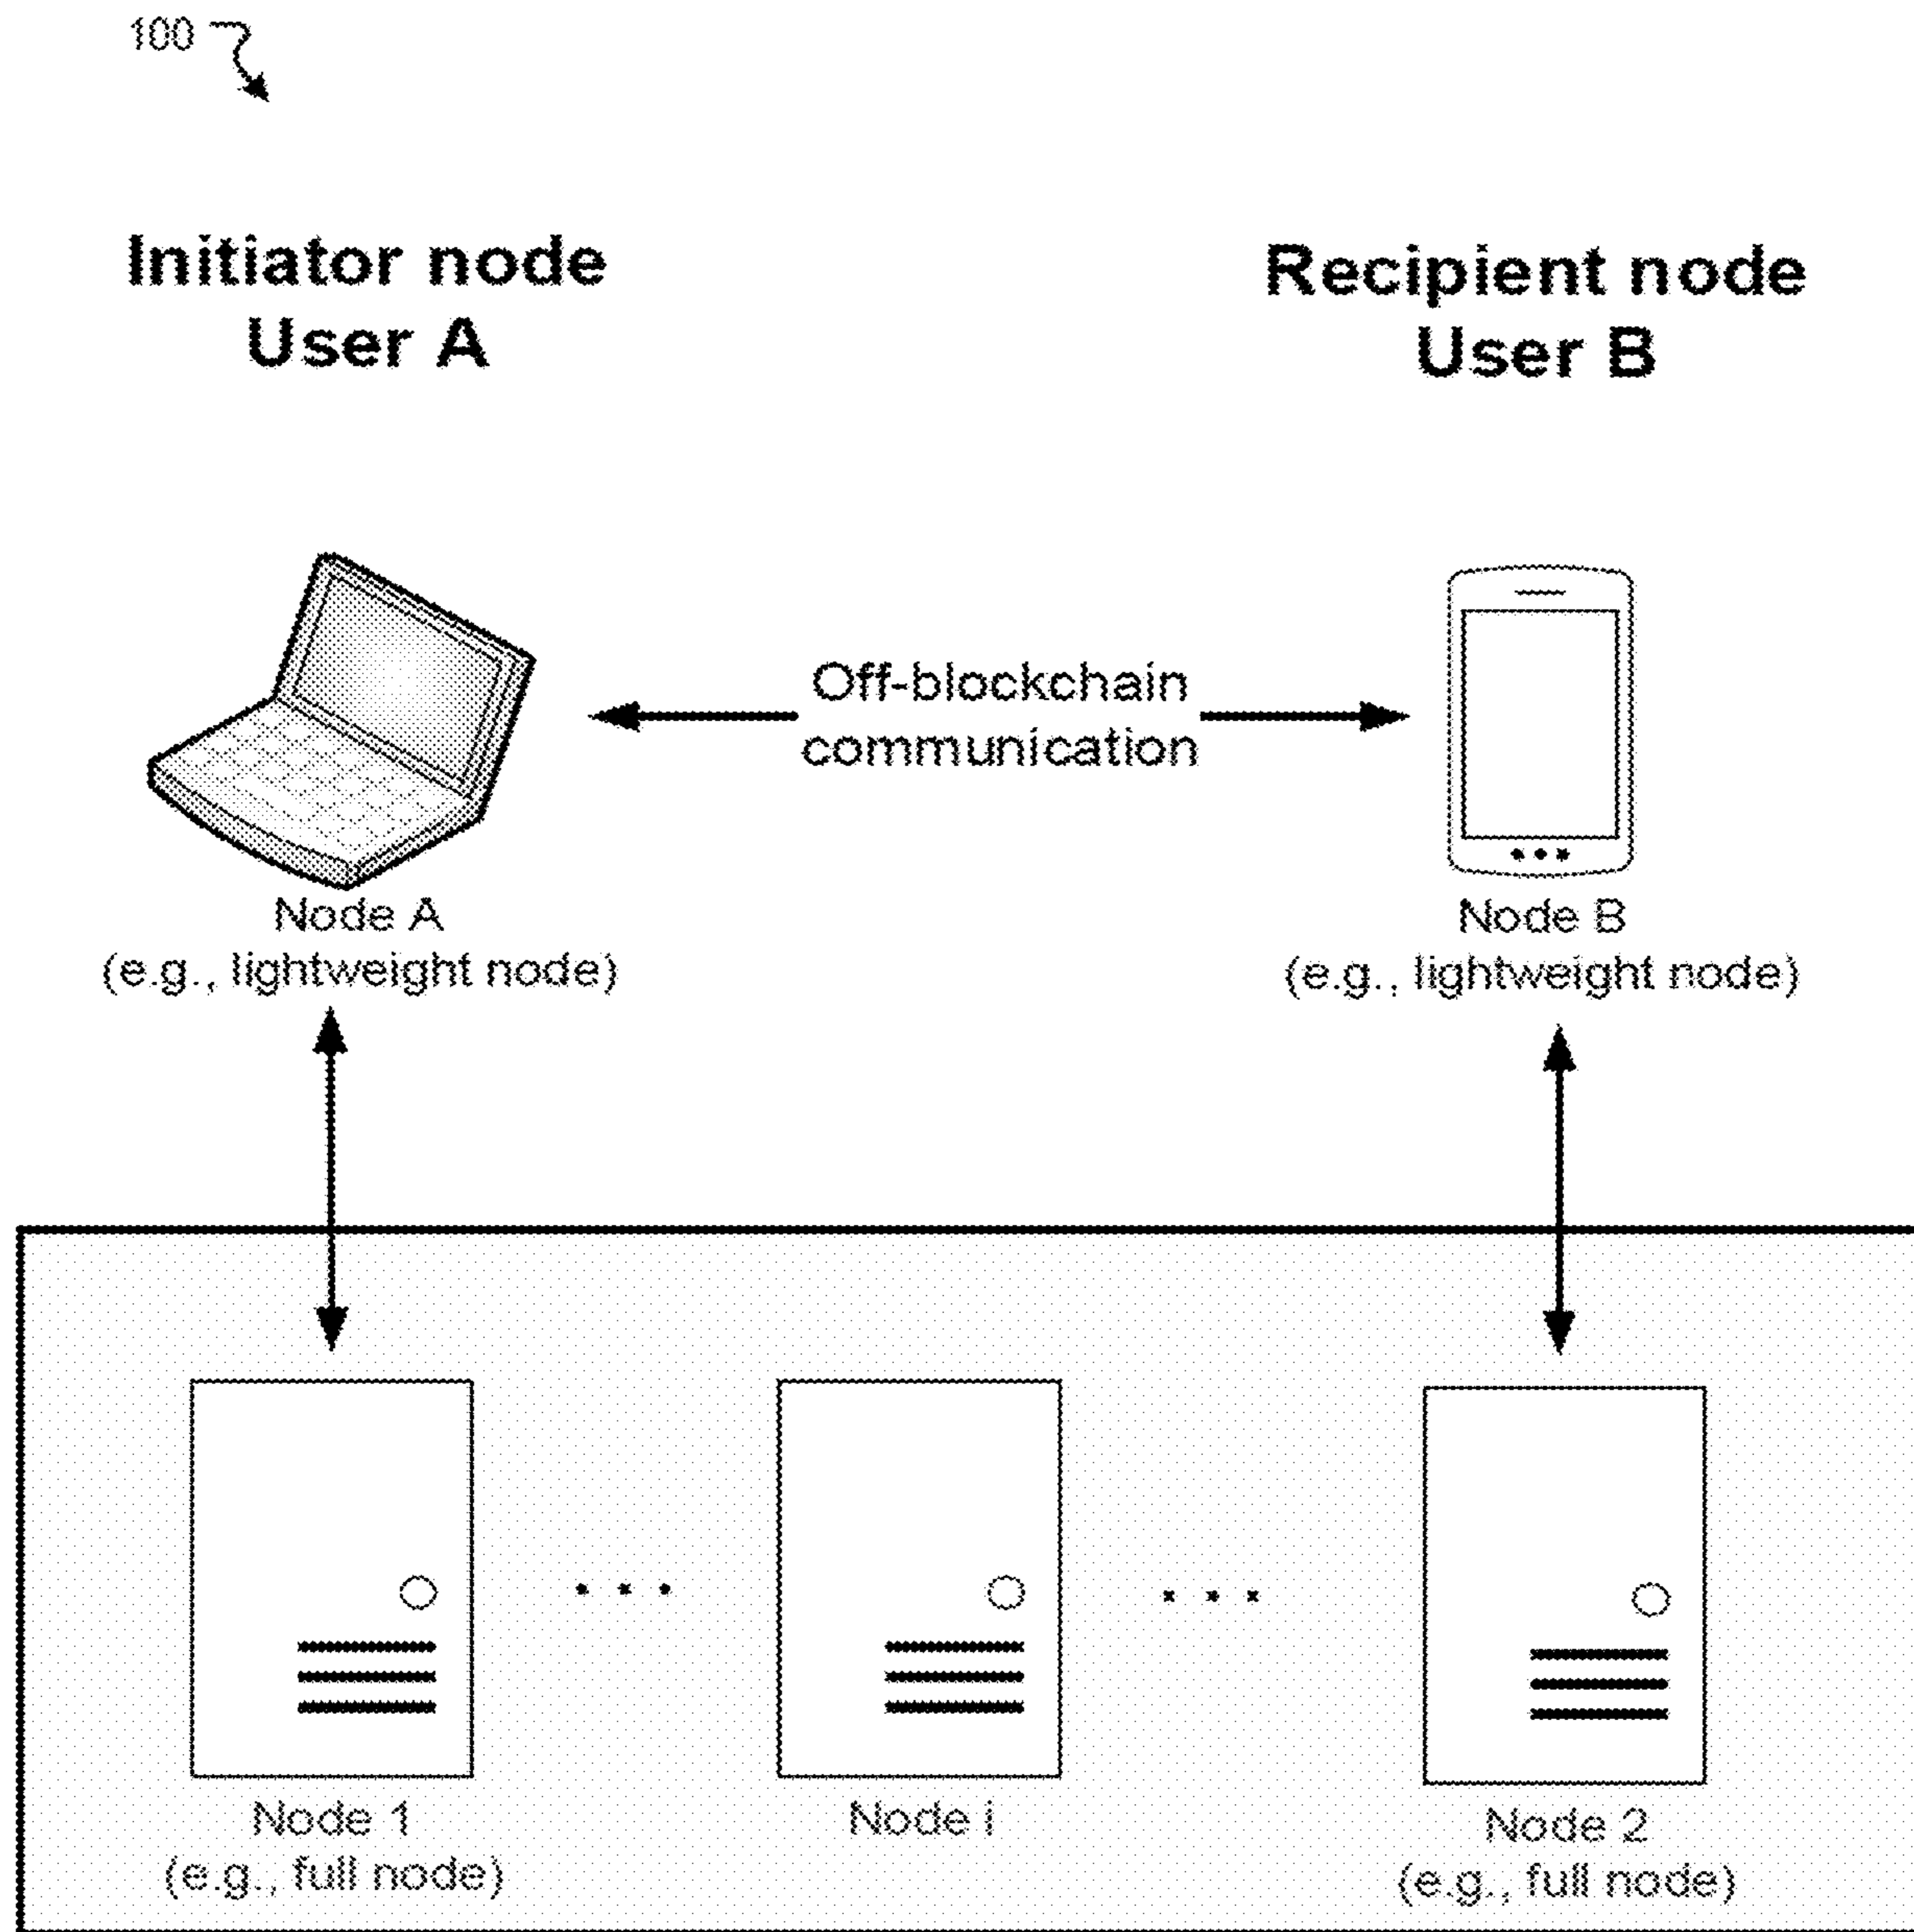 100
Initiator node
User A
Recipient node
User B
Off-blockchain
communication
Node A
(e.g., lightweight node)
Node B
(e.g., lightweight node)
Node 1
(e.g., full node)
Node i
Node 2
(e.g., full node)